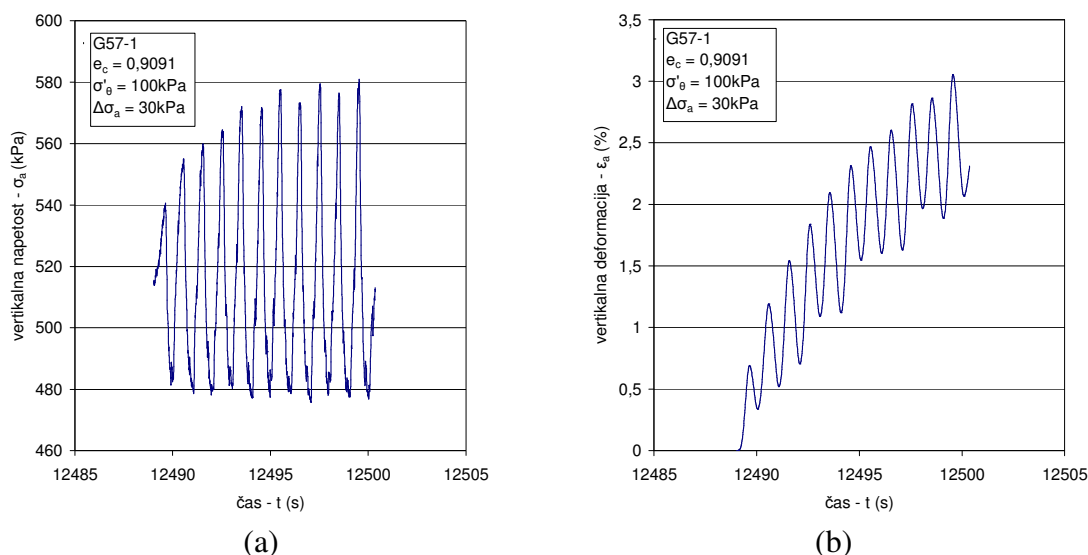 600
580
560
540
520
500
480
460
vertikalna napetost - σa (kPa)
G57-1
ec = 0,9091
σ'θ = 100kPa
Δσa = 30kPa
12485
12490
12495
12500
12505
čas - t (s)
(a)
3,5
3
2,5
2
1,5
1
0,5
0
vertikalna deformacija - εa (%)
G57-1
ec = 0,9091
σ'θ = 100kPa
Δσa = 30kPa
12485
12490
12495
12500
12505
čas - t (s)
(b)